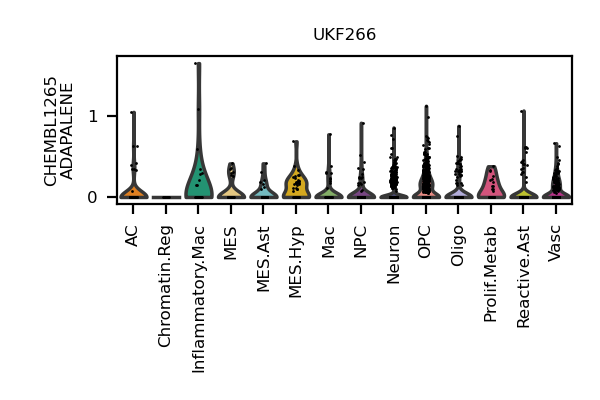 UKF266
CHEMBL1265
ADAPALENE
1
0
AC
Chromatin.Reg
Inflammatory.Mac
MES
MES.Ast
MES.Hyp
Mac
NPC
Neuron
OPC
Oligo
Prolif.Metab
Reactive.Ast
Vasc